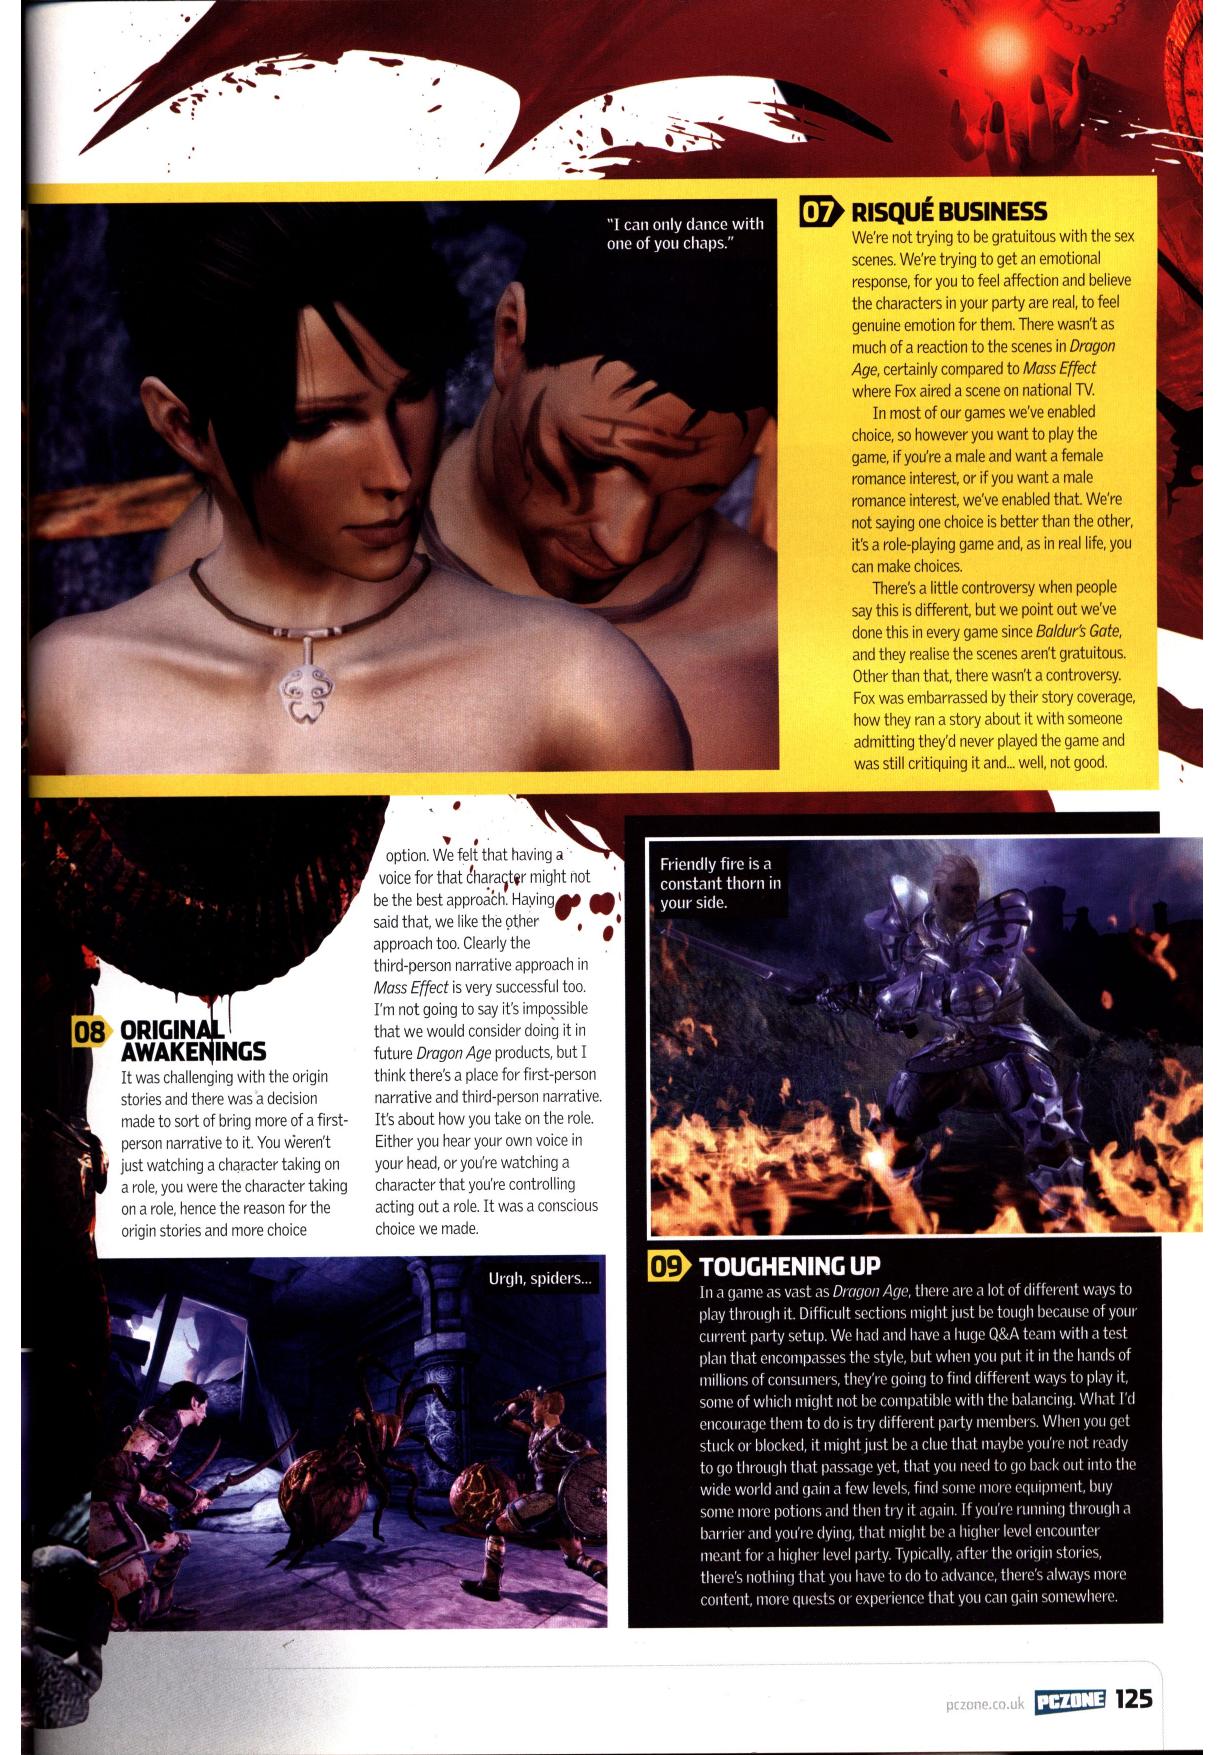 "I can only dance with
one of you chaps."
07 RISQUÉ BUSINESS
We're not trying to be gratuitous with the sex
scenes. We're trying to get an emotional
response, for you to feel affection and believe
the characters in your party are real, to feel
genuine emotion for them. There wasn't as
much of a reaction to the scenes in Dragon
Age, certainly compared to Mass Effect
where Fox aired a scene on national TV.
In most of our games we've enabled
choice, so however you want to play the
game, if you're a male and want a female
romance interest, or if you want a male
romance interest, we've enabled that. We're
not saying one choice is better than the other,
it's a role-playing game and, as in real life, you
can make choices.
There's a little controversy when people
say this is different, but we point out we've
done this in every game since Baldur's Gate,
and they realise the scenes aren't gratuitous.
Other than that, there wasn't a controversy.
Fox was embarrassed by their story coverage,
how they ran a story about it with someone
admitting they'd never played the game and
was still critiquing it and... well, not good.
08 ORIGINAL
AWAKENINGS
It was challenging with the origin
stories and there was a decision
made to sort of bring more of a first-
person narrative to it. You weren't
just watching a character taking on
a role, you were the character taking
on a role, hence the reason for the
origin stories and more choice
option. We felt that having a
voice for that character might not
be the best approach. Having
said that, we like the other
approach too. Clearly the
third-person narrative approach in
Mass Effect is very successful too.
I'm not going to say it's impossible
that we would consider doing it in
future Dragon Age products, but I
think there's a place for first-person
narrative and third-person narrative.
It's about how you take on the role.
Either you hear your own voice in
your head, or you're watching a
character that you're controlling
acting out a role. It was a conscious
choice we made.
Urgh, spiders...
Friendly fire is a
constant thorn in
your side.
09 TOUGHENING UP
In a game as vast as Dragon Age, there are a lot of different ways to
play through it. Difficult sections might just be tough because of your
current party setup. We had and have a huge Q&A team with a test
plan that encompasses the style, but when you put it in the hands of
millions of consumers, they're going to find different ways to play it,
some of which might not be compatible with the balancing. What I'd
encourage them to do is try different party members. When you get
stuck or blocked, it might just be a clue that maybe you're not ready
to go through that passage yet, that you need to go back out into the
wide world and gain a few levels, find some more equipment, buy
some more potions and then try it again. If you're running through a
barrier and you're dying, that might be a higher level encounter
meant for a higher level party. Typically, after the origin stories,
there's nothing that you have to do to advance, there's always more
content, more quests or experience that you can gain somewhere.
pczone.co.uk PCZONE 125